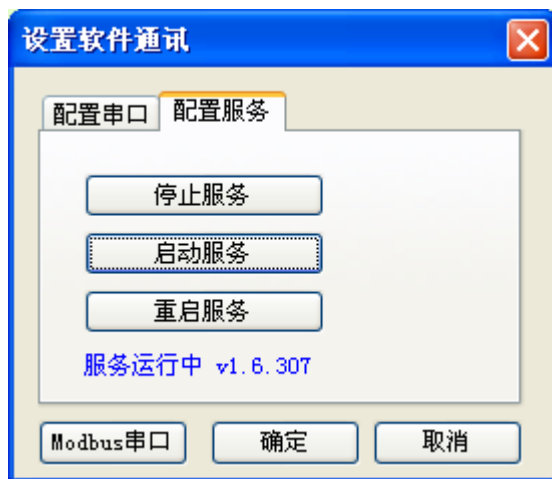 设置软件通讯
配置串口 配置服务
停止服务
启动服务
重启服务
服务运行中 v1.6.307
Modbus串口 确定 取消